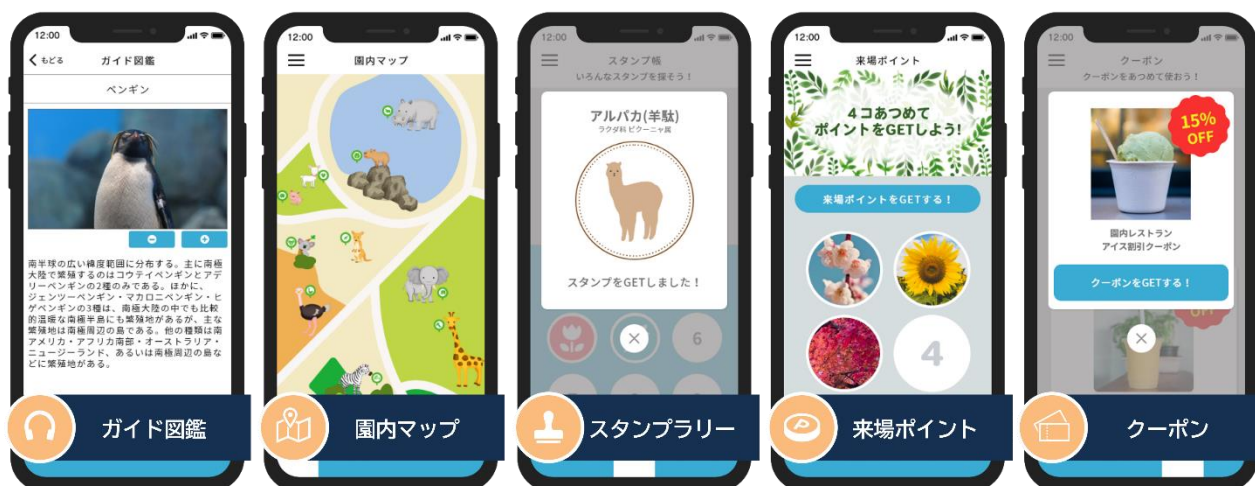 12:00
もどる
ガイド図鑑
ペンギン
南半球の広い緯度範囲に分布する。主に南極
大陸で繁殖するのはコウテイペンギンとアデ
リーペンギンの2種のみである。ほかに、
ジェンツーペンギン・マカロニペンギン・ヒ
ゲペンギンの3種は、南極大陸の中でも比較
的温暖な南極半島にも繁殖地があるが、主な
繁殖地は南極周辺の島である。他の種類は南
アメリカ・アフリカ南部・オーストラリア・
ニュージーランド、あるいは南極周辺の島な
どに繁殖地がある。
ガイド図鑑
12:00
園内マップ
園内マップ
12:00
スタンプ帳
いろんなスタンプを探そう！
アルパカ(羊駄)
ラクダ科 ビクーニャ属
スタンプをGETしました！
6
スタンプラリー
12:00
来場ポイント
4コあつめて
ポイントをGETしよう!
来場ポイントをGETする！
4
P
来場ポイント
12:00
クーポン
クーポンをあつめて使おう！
15%
OFF
園内レストラン
アイス割引クーポン
クーポンをGETする！
OFF
クーポン